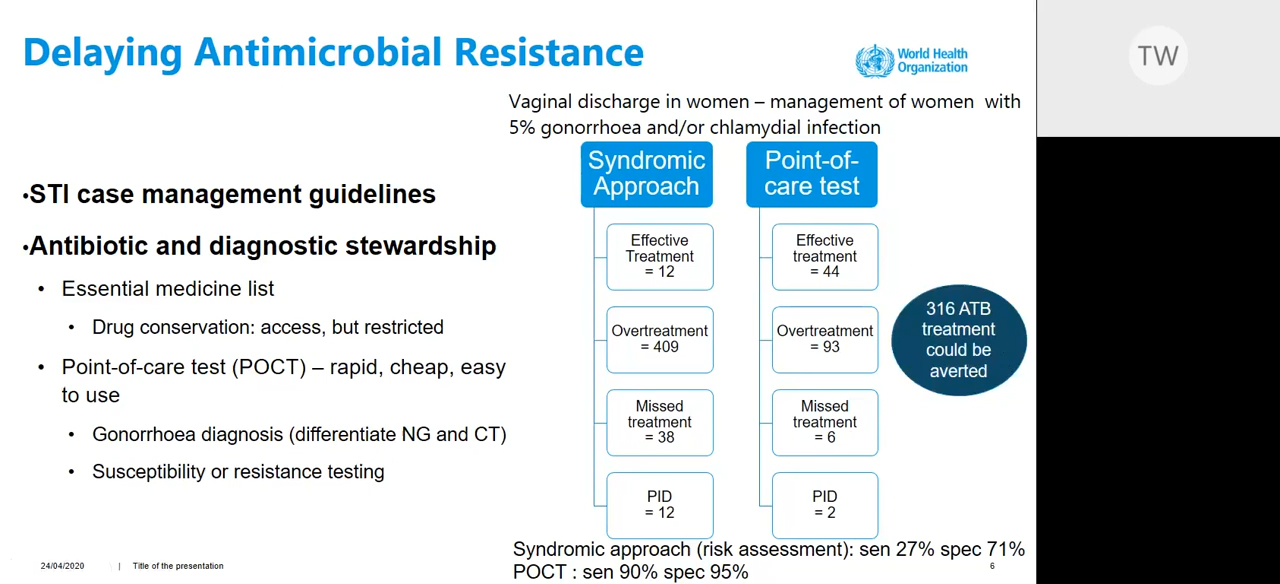 Delaying Antimicrobial Resistance
World Health
Organization
TW
Vaginal discharge in women – management of women with
5% gonorrhoea and/or chlamydial infection
•STI case management guidelines
•Antibiotic and diagnostic stewardship
• Essential medicine list
• Drug conservation: access, but restricted
• Point-of-care test (POCT) – rapid, cheap, easy
to use
• Gonorrhoea diagnosis (differentiate NG and CT)
• Susceptibility or resistance testing
Syndromic
Approach
Effective
Treatment
= 12
Overtreatment
= 409
Missed
treatment
= 38
PID
= 12
Point-of-
care test
Effective
treatment
= 44
Overtreatment
= 93
Missed
treatment
= 6
PID
= 2
316 ATB
treatment
could be
averted
Syndromic approach (risk assessment): sen 27% spec 71%
POCT : sen 90% spec 95%
24/04/2020 | Title of the presentation 6